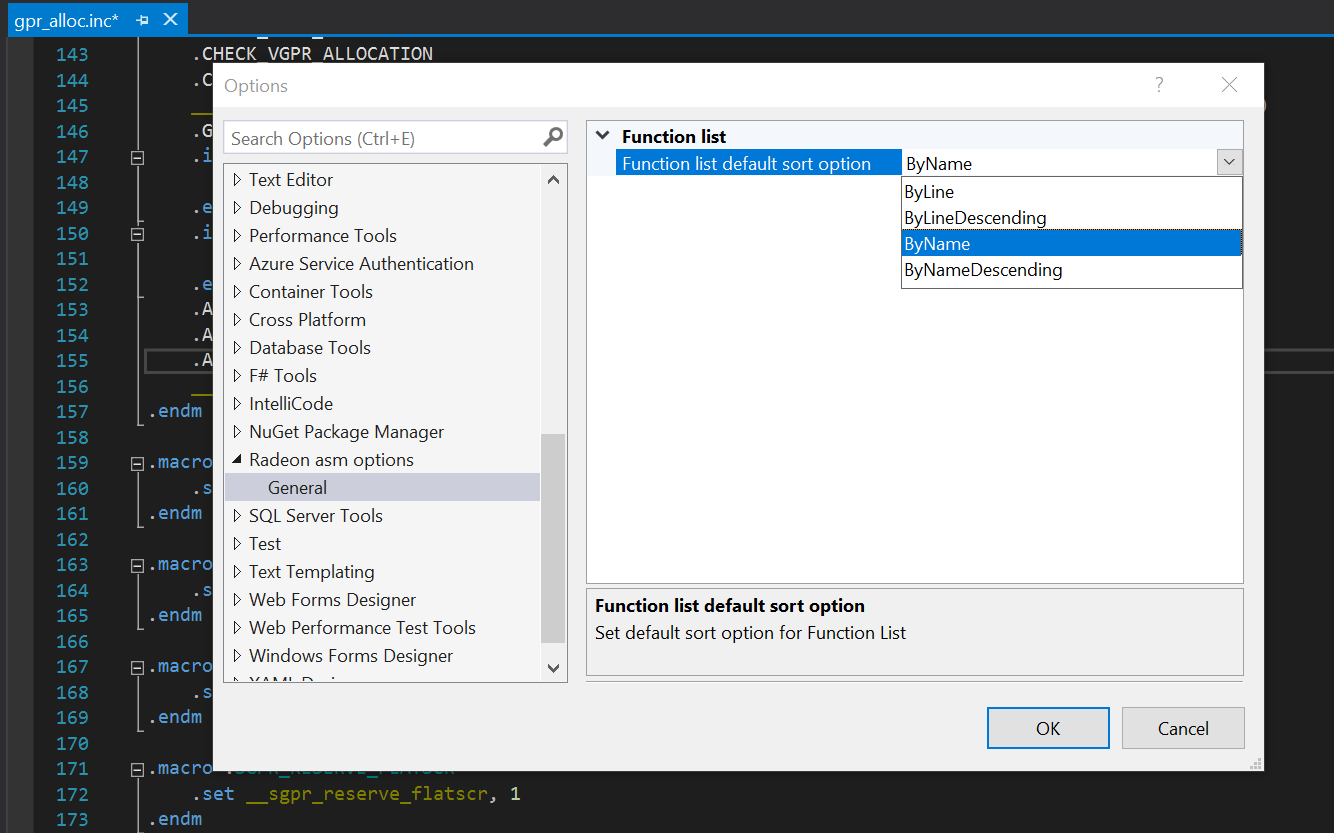 gpr_alloc.inc*
143 .CHECK_VGPR_ALLOCATION
144 .C
145
146 .G
147 .i
148
149 .e
150 .i
151
152 .e
153 .A
154 .A
155 .A
156
157 .endm
158
159 .macro
160 .s
161 .endm
162
163 .macro
164 .s
165 .endm
166
167 .macro
168 .s
169 .endm
170
171 .macro
172 .set __sgpr_reserve_flatscr, 1
173 .endm
Options
?
Search Options (Ctrl+E)
Text Editor
Debugging
Performance Tools
Azure Service Authentication
Container Tools
Cross Platform
Database Tools
F# Tools
IntelliCode
NuGet Package Manager
Radeon asm options
General
SQL Server Tools
Test
Text Templating
Web Forms Designer
Web Performance Test Tools
Windows Forms Designer
Function list
Function list default sort option ByName
ByLine
ByLineDescending
ByName
ByNameDescending
Function list default sort option
Set default sort option for Function List
OK Cancel